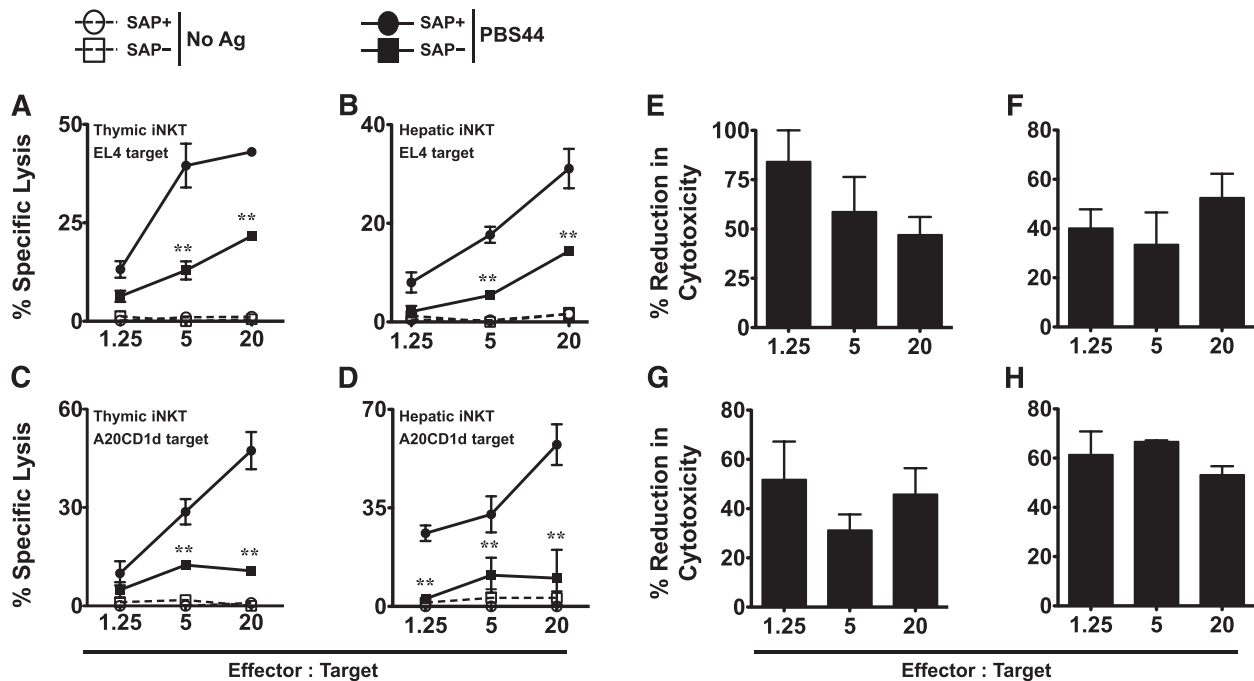 SAP+
SAP−
No Ag
SAP+
SAP−
PBS44
A
% Specific Lysis
50
25
0
Thymic iNKT
EL4 target
**
**
1.25 5 20
B
40
20
0
Hepatic iNKT
EL4 target
**
**
1.25 5 20
E
% Reduction in
Cytotoxicity
100
75
50
25
0
1.25 5 20
F
80
60
40
20
0
1.25 5 20
C
% Specific Lysis
60
30
0
Thymic iNKT
A20CD1d target
**
**
1.25 5 20
D
70
35
0
Hepatic iNKT
A20CD1d target
**
**
**
1.25 5 20
Effector : Target
G
% Reduction in
Cytotoxicity
80
60
40
20
0
1.25 5 20
H
80
60
40
20
0
1.25 5 20
Effector : Target